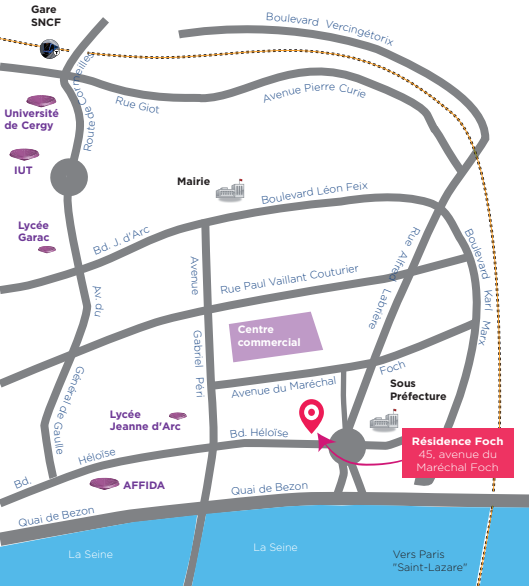 Gare
SNCF
Boulevard Vercingétorix
Route de Cormeilles
Rue Giot
Avenue Pierre Curie
Université
de Cergy
IUT
Mairie
Boulevard Léon Feix
Lycée
Garac
Bd. J. d'Arc
Rue Alfred Labrière
Boulevard Karl Marx
Avenue Gabriel Péri
Rue Paul Vaillant Couturier
Av. du Général de Gaulle
Centre
commercial
Avenue du Maréchal Foch
Sous
Préfecture
Lycée
Jeanne d'Arc
Bd. Héloïse
Résidence Foch
45, avenue du
Maréchal Foch
Bd. Héloïse
AFFIDA
Quai de Bezon
Quai de Bezon
La Seine
La Seine
Vers Paris
"Saint-Lazare"